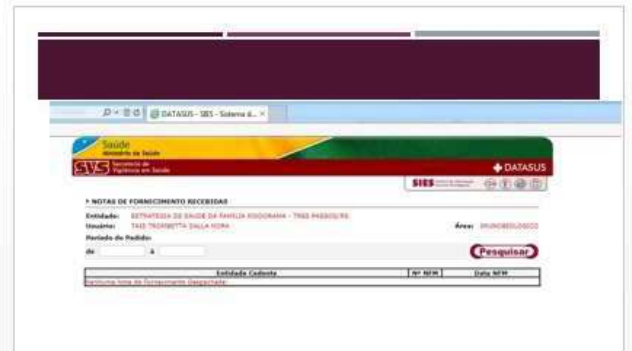 DATASUS - SIES - Sistema d...
Saúde
Ministério da Saúde
SVS Secretaria de Vigilância em Saúde
DATASUS
SIES
NOTAS DE FORNECIMENTO RECEBIDAS
Entidade: ESTRATEGIA DE SAUDE DA FAMILIA - TRES PASSOS/RS
Usuário: TAIS TROMBETTA DALLA NORA Área: IMUNOBIOLÓGICO
Período do Pedido:
de à
Pesquisar
Entidade Cedente Nº NFM Data NFM
Nenhuma Nota de Fornecimento Despachada!